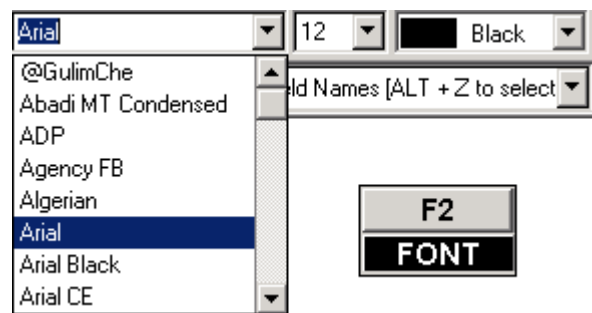 Arial 12 Black
@GulimChe
ld Names [ALT + Z to select
Abadi MT Condensed
ADP
Agency FB
Algerian
Arial
Arial Black
Arial CE
F2
FONT